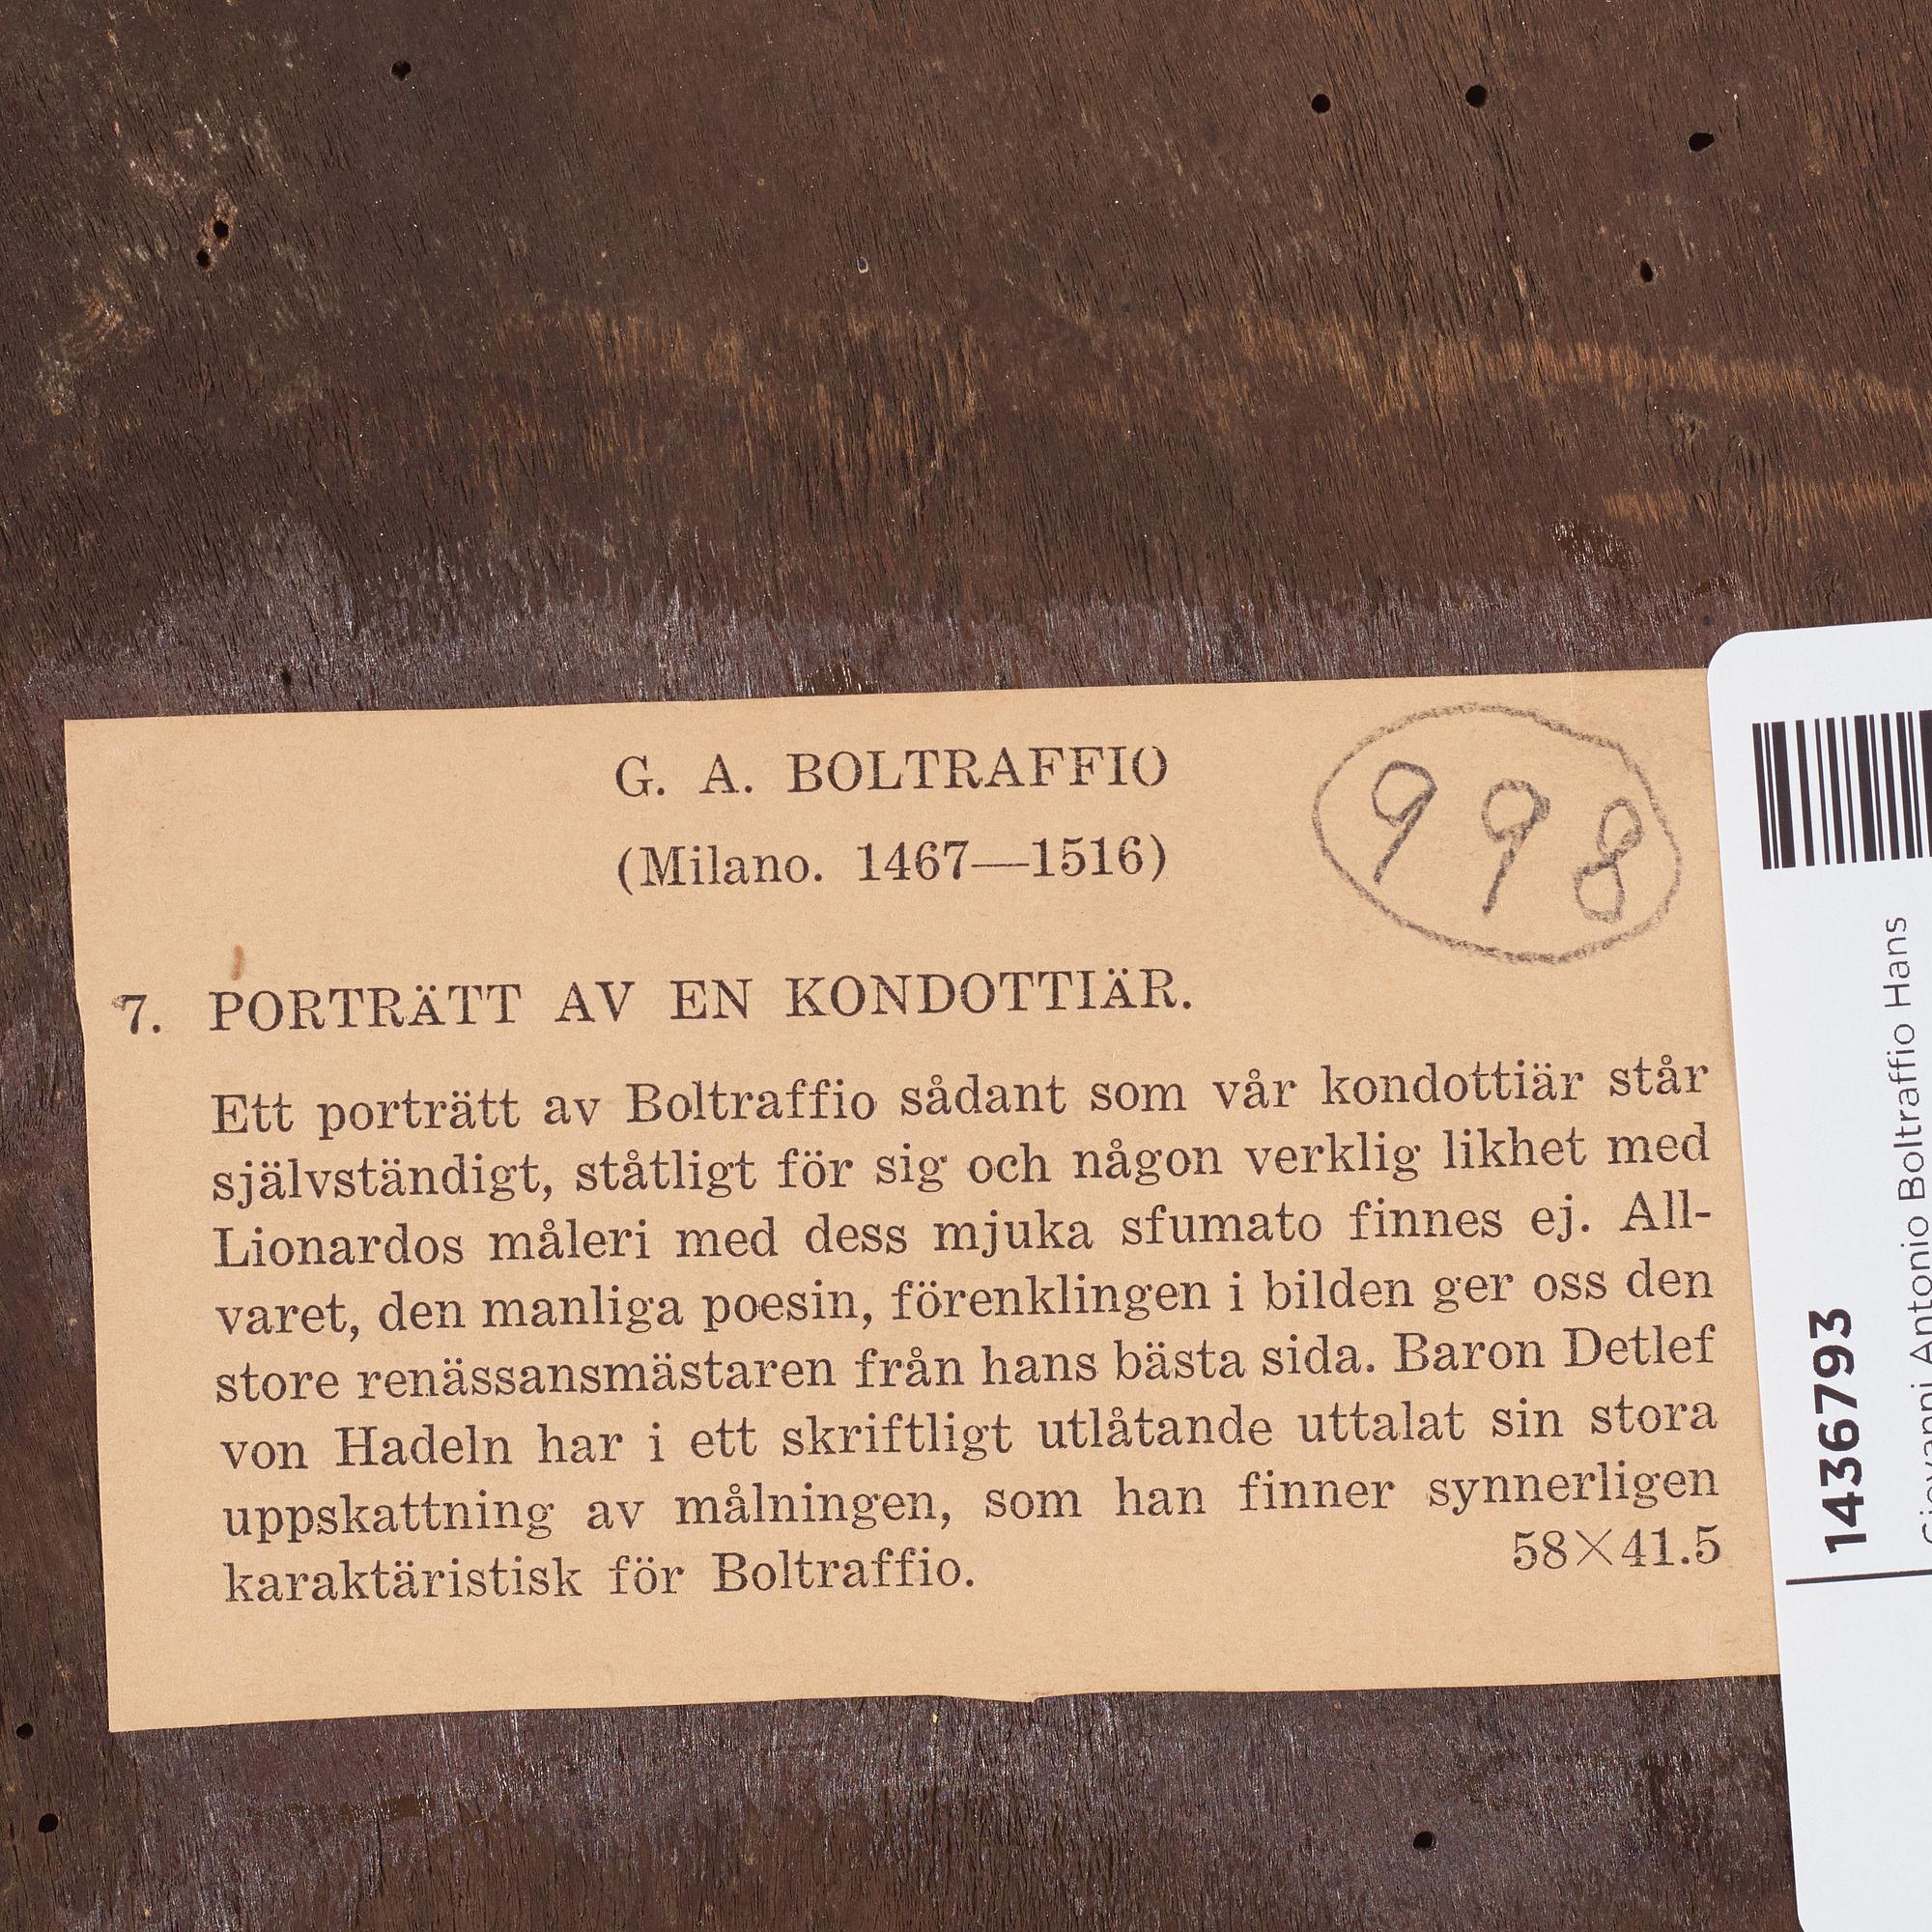 G. A. BOLTRAFFIO
(Milano. 1467—1516)
998
7. PORTRÄTT AV EN KONDOTTIÄR.
Ett porträtt av Boltraffio sådant som vår kondottiär står
självständigt, ståtligt för sig och någon verklig likhet med
Lionardos måleri med dess mjuka sfumato finnes ej. All-
varet, den manliga poesin, förenklingen i bilden ger oss den
store renässansmästaren från hans bästa sida. Baron Detlef
von Hadeln har i ett skriftligt utlåtande uttalat sin stora
uppskattning av målningen, som han finner synnerligen
karaktäristisk för Boltraffio. 58×41.5
1436793
Giovanni Antonio Boltraffio Hans